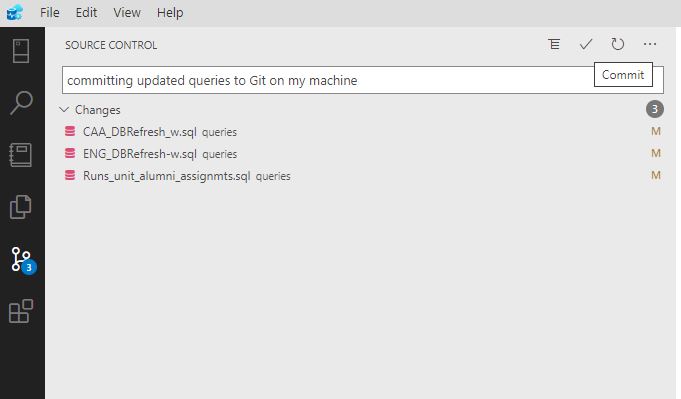 File Edit View Help
SOURCE CONTROL
committing updated queries to Git on my machine
Commit
Changes 3
CAA_DBRefresh_w.sql queries M
ENG_DBRefresh-w.sql queries M
Runs_unit_alumni_assignmts.sql queries M
3